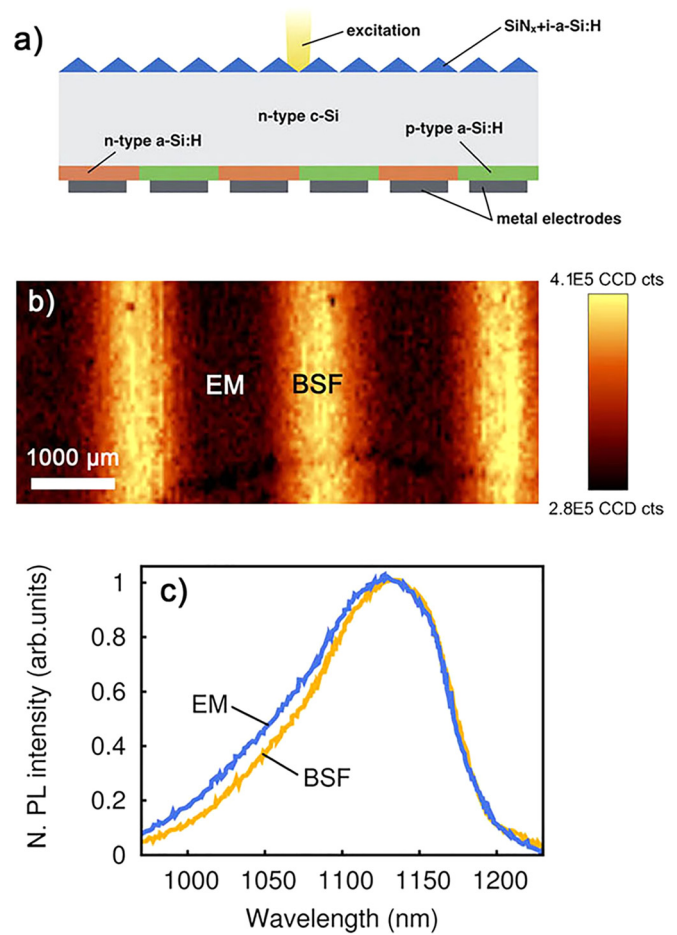 a)
excitation
SiNₓ+i-a-Si:H
n-type c-Si
n-type a-Si:H
p-type a-Si:H
metal electrodes
b)
4.1E5 CCD cts
EM
BSF
1000 µm
2.8E5 CCD cts
c)
N. PL intensity (arb.units)
1
0.8
0.6
0.4
0.2
0
EM
BSF
1000 1050 1100 1150 1200
Wavelength (nm)